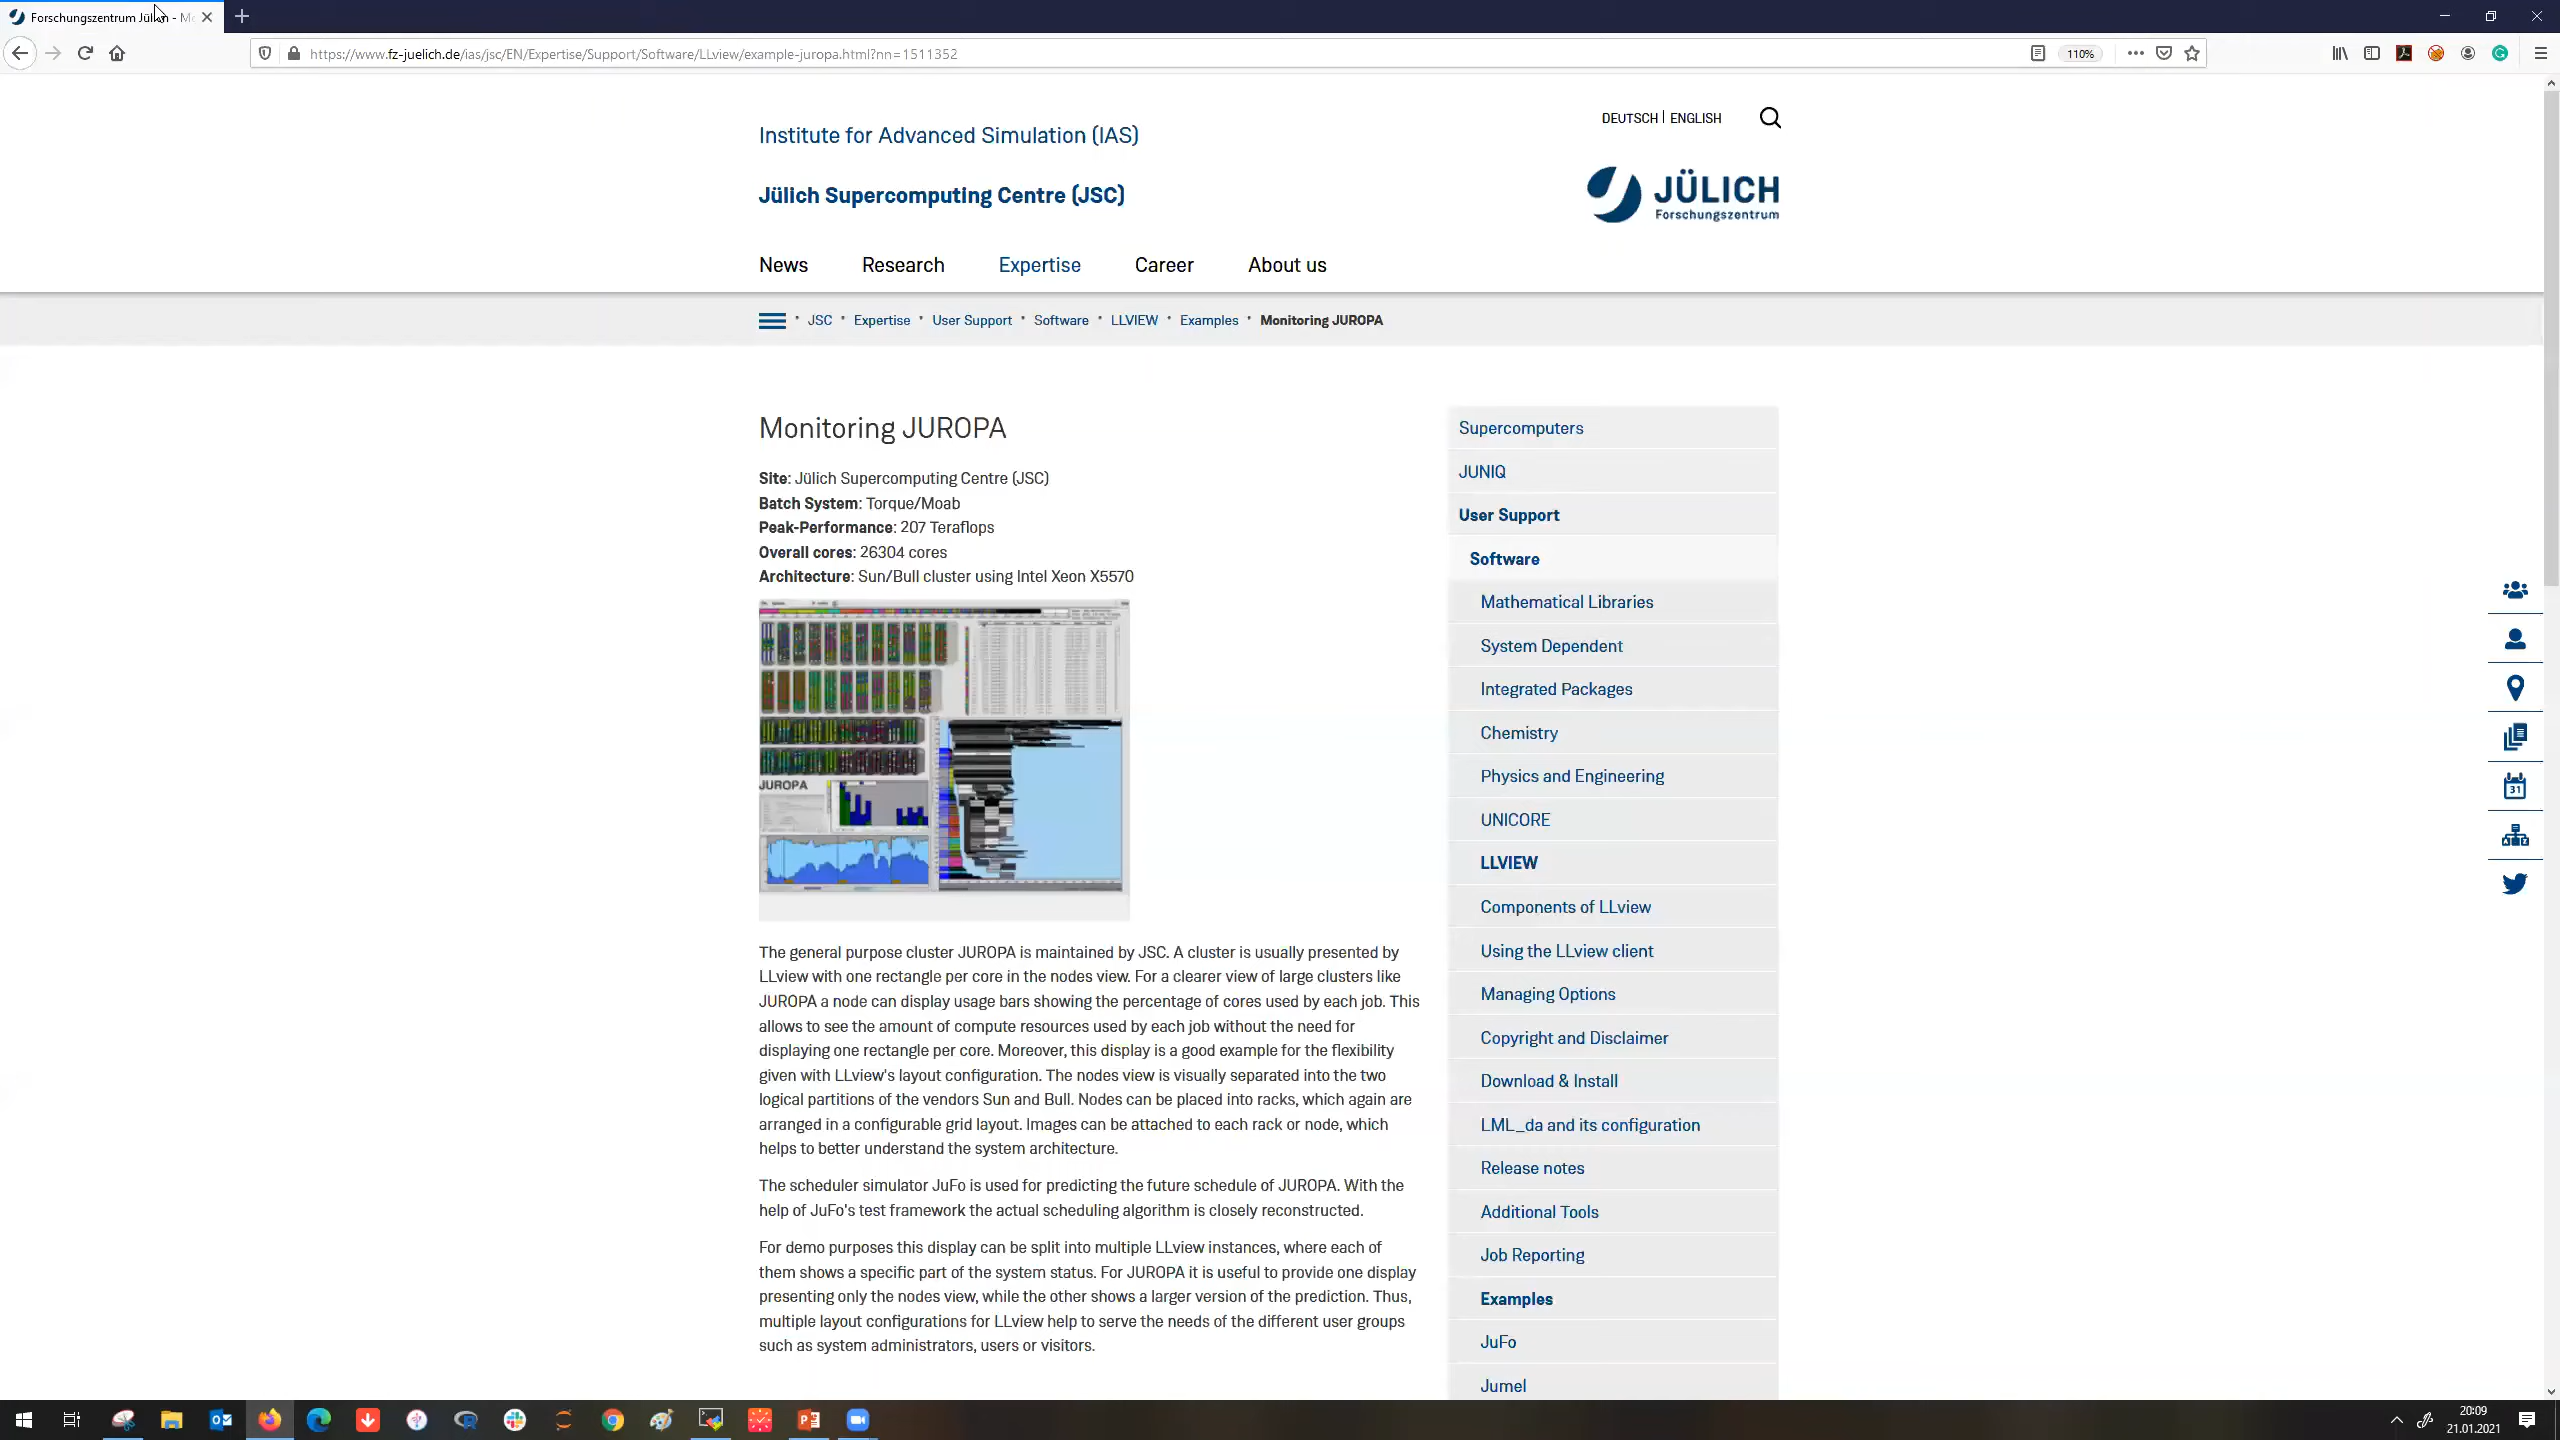 Forschungszentrum Jülich - Mo
https://www.fz-juelich.de/ias/jsc/EN/Expertise/Support/Software/LLview/example-juropa.html?nn=1511352
110%
DEUTSCH | ENGLISH
Institute for Advanced Simulation (IAS)
Jülich Supercomputing Centre (JSC)
JÜLICH
Forschungszentrum
News Research Expertise Career About us
JSC Expertise User Support Software LLVIEW Examples Monitoring JUROPA
Monitoring JUROPA
Site: Jülich Supercomputing Centre (JSC)
Batch System: Torque/Moab
Peak-Performance: 207 Teraflops
Overall cores: 26304 cores
Architecture: Sun/Bull cluster using Intel Xeon X5570
JUROPA
The general purpose cluster JUROPA is maintained by JSC. A cluster is usually presented by
LLview with one rectangle per core in the nodes view. For a clearer view of large clusters like
JUROPA a node can display usage bars showing the percentage of cores used by each job. This
allows to see the amount of compute resources used by each job without the need for
displaying one rectangle per core. Moreover, this display is a good example for the flexibility
given with LLview's layout configuration. The nodes view is visually separated into the two
logical partitions of the vendors Sun and Bull. Nodes can be placed into racks, which again are
arranged in a configurable grid layout. Images can be attached to each rack or node, which
helps to better understand the system architecture.
The scheduler simulator JuFo is used for predicting the future schedule of JUROPA. With the
help of JuFo's test framework the actual scheduling algorithm is closely reconstructed.
For demo purposes this display can be split into multiple LLview instances, where each of
them shows a specific part of the system status. For JUROPA it is useful to provide one display
presenting only the nodes view, while the other shows a larger version of the prediction. Thus,
multiple layout configurations for LLview help to serve the needs of the different user groups
such as system administrators, users or visitors.
Supercomputers
JUNIQ
User Support
Software
Mathematical Libraries
System Dependent
Integrated Packages
Chemistry
Physics and Engineering
UNICORE
LLVIEW
Components of LLview
Using the LLview client
Managing Options
Copyright and Disclaimer
Download & Install
LML_da and its configuration
Release notes
Additional Tools
Job Reporting
Examples
JuFo
Jumel
31
20:09
21.01.2021